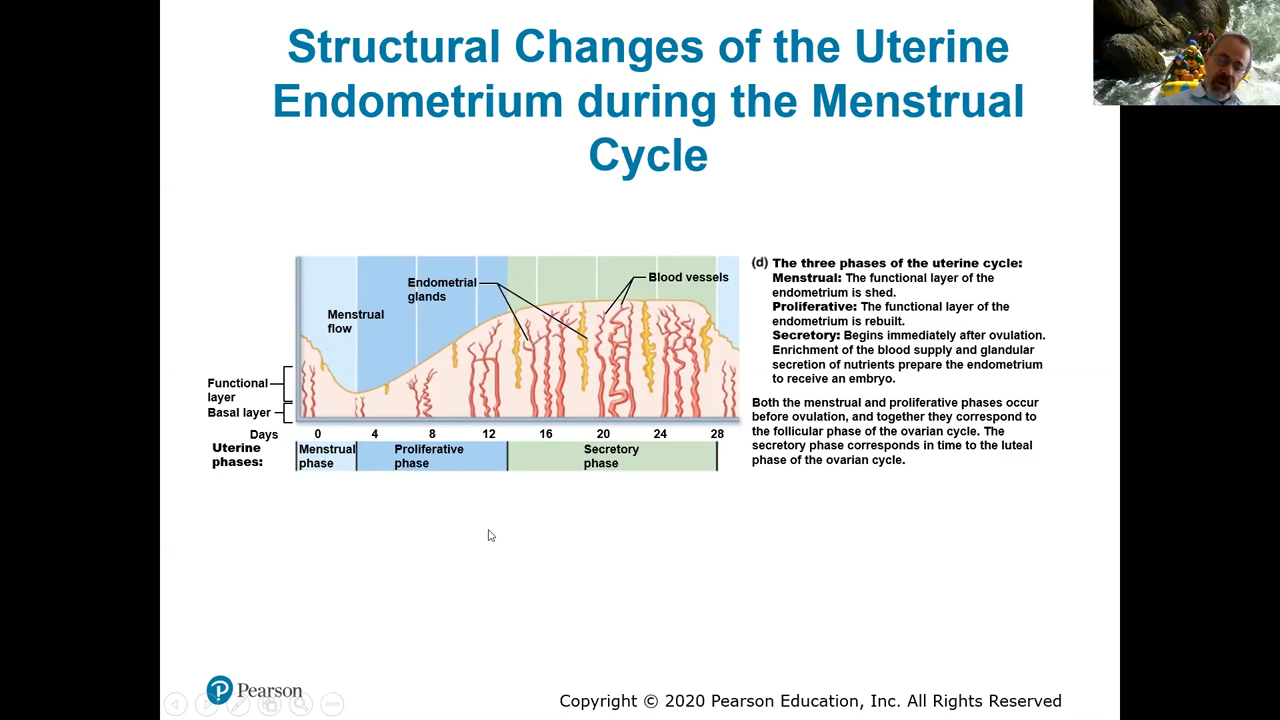 Structural Changes of the Uterine
Endometrium during the Menstrual
Cycle
Endometrial
glands
Blood vessels
Menstrual
flow
Functional
layer
Basal layer
Days 0 4 8 12 16 20 24 28
Uterine
phases:
Menstrual
phase
Proliferative
phase
Secretory
phase
(d) The three phases of the uterine cycle:
Menstrual: The functional layer of the
endometrium is shed.
Proliferative: The functional layer of the
endometrium is rebuilt.
Secretory: Begins immediately after ovulation.
Enrichment of the blood supply and glandular
secretion of nutrients prepare the endometrium
to receive an embryo.
Both the menstrual and proliferative phases occur
before ovulation, and together they correspond to
the follicular phase of the ovarian cycle. The
secretory phase corresponds in time to the luteal
phase of the ovarian cycle.
Pearson
Copyright © 2020 Pearson Education, Inc. All Rights Reserved